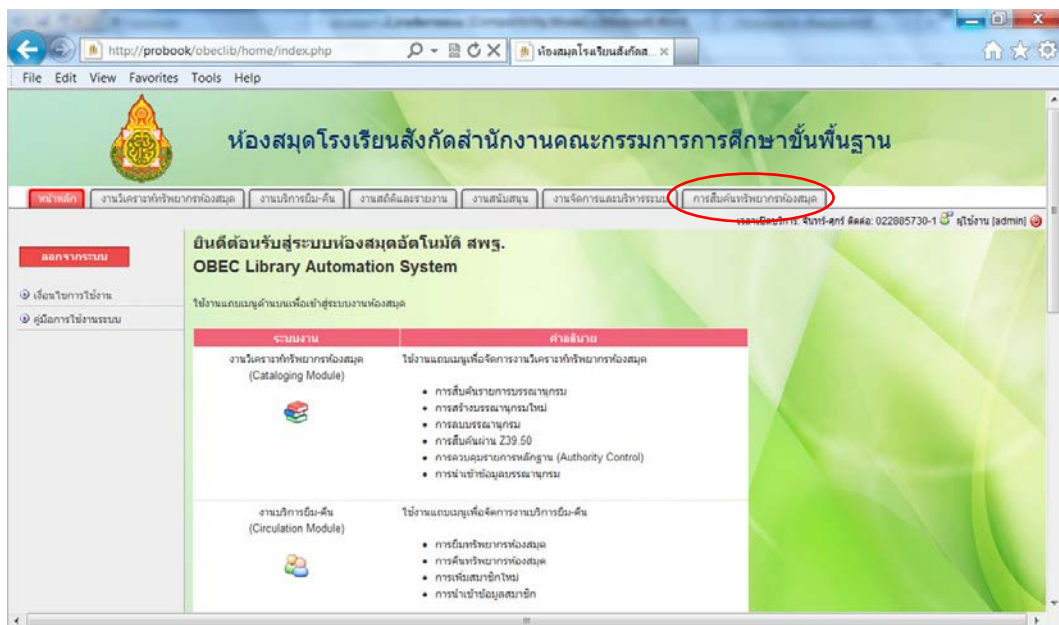 http://probook/obeclib/home/index.php
ห้องสมุดโรงเรียนสังกัดส...
File Edit View Favorites Tools Help
ห้องสมุดโรงเรียนสังกัดสำนักงานคณะกรรมการการศึกษาขั้นพื้นฐาน
หน้าหลัก งานวิเคราะห์ทรัพยากรห้องสมุด งานบริการยืม-คืน งานสถิติและรายงาน งานสนับสนุน งานจัดการและบริหารระบบ การสืบค้นทรัพยากรห้องสมุด
เวลาเปิดบริการ: จันทร์-ศุกร์ ติดต่อ: 022885730-1 ผู้ใช้งาน [admin]
ออกจากระบบ
เงื่อนไขการใช้งาน
คู่มือการใช้งานระบบ
ยินดีต้อนรับสู่ระบบห้องสมุดอัตโนมัติ สพฐ.
OBEC Library Automation System
ใช้งานแถบเมนูด้านบนเพื่อเข้าสู่ระบบงานห้องสมุด
ระบบงาน คำอธิบาย
งานวิเคราะห์ทรัพยากรห้องสมุด
(Cataloging Module)
ใช้งานแถบเมนูเพื่อจัดการงานวิเคราะห์ทรัพยากรห้องสมุด
การสืบค้นรายการบรรณานุกรม
การสร้างบรรณานุกรมใหม่
การลบบรรณานุกรม
การสืบค้นผ่าน Z39.50
การควบคุมรายการหลักฐาน (Authority Control)
การนำเข้าข้อมูลบรรณานุกรม
งานบริการยืม-คืน
(Circulation Module)
ใช้งานแถบเมนูเพื่อจัดการงานบริการยืม-คืน
การยืมทรัพยากรห้องสมุด
การคืนทรัพยากรห้องสมุด
การเพิ่มสมาชิกใหม่
การนำเข้าข้อมูลสมาชิก